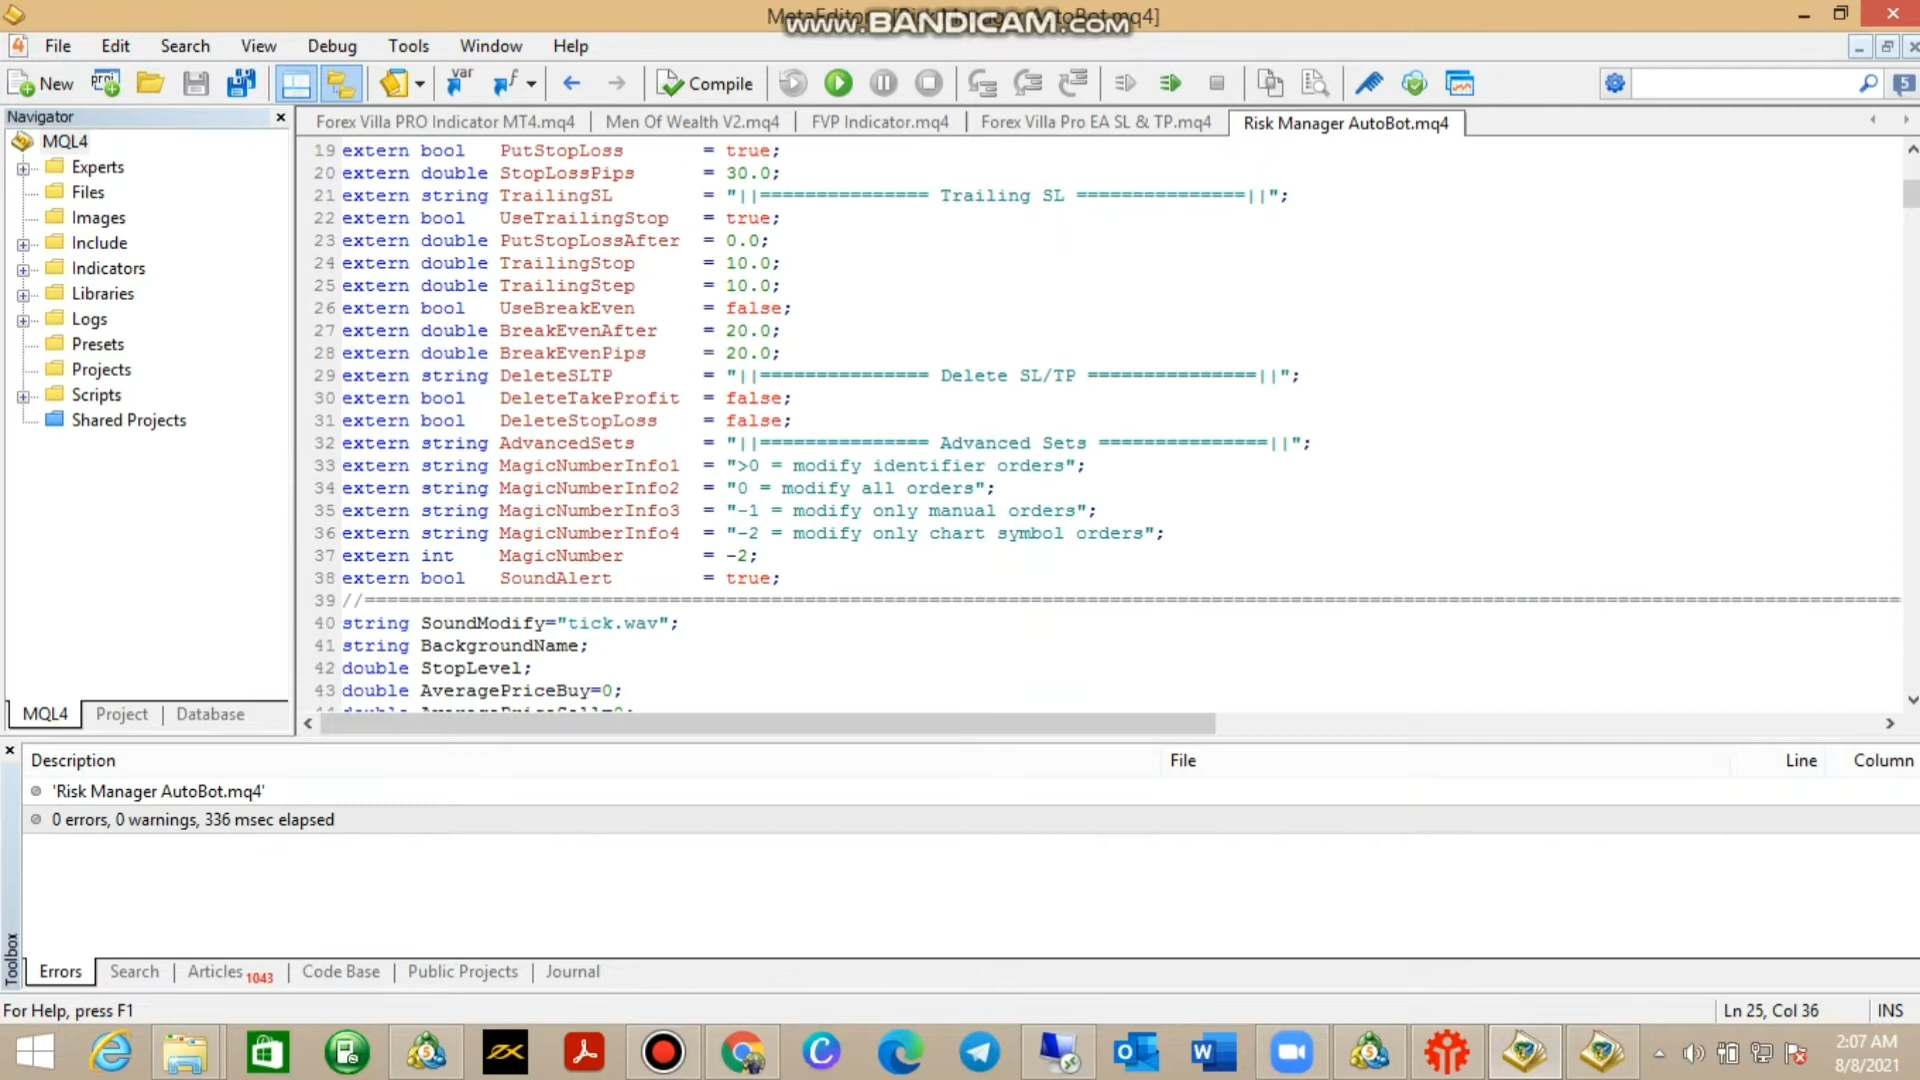 MetaEditor - [Risk Manager AutoBot.mq4]
www.BANDICAM.com
File Edit Search View Debug Tools Window Help
New Compile 5
Navigator
Forex Villa PRO Indicator MT4.mq4 Men Of Wealth V2.mq4 FVP Indicator.mq4 Forex Villa Pro EA SL & TP.mq4 Risk Manager AutoBot.mq4
MQL4
Experts
Files
Images
Include
Indicators
Libraries
Logs
Presets
Projects
Scripts
Shared Projects
MQL4 Project Database
19 extern bool PutStopLoss = true;
20 extern double StopLossPips = 30.0;
21 extern string TrailingSL = "||=============== Trailing SL ===============||";
22 extern bool UseTrailingStop = true;
23 extern double PutStopLossAfter = 0.0;
24 extern double TrailingStop = 10.0;
25 extern double TrailingStep = 10.0;
26 extern bool UseBreakEven = false;
27 extern double BreakEvenAfter = 20.0;
28 extern double BreakEvenPips = 20.0;
29 extern string DeleteSLTP = "||=============== Delete SL/TP ===============||";
30 extern bool DeleteTakeProfit = false;
31 extern bool DeleteStopLoss = false;
32 extern string AdvancedSets = "||=============== Advanced Sets ===============||";
33 extern string MagicNumberInfo1 = ">0 = modify identifier orders";
34 extern string MagicNumberInfo2 = "0 = modify all orders";
35 extern string MagicNumberInfo3 = "-1 = modify only manual orders";
36 extern string MagicNumberInfo4 = "-2 = modify only chart symbol orders";
37 extern int MagicNumber = -2;
38 extern bool SoundAlert = true;
39 //====================================================================================================
40 string SoundModify="tick.wav";
41 string BackgroundName;
42 double StopLevel;
43 double AveragePriceBuy=0;
Description File Line Column
'Risk Manager AutoBot.mq4'
0 errors, 0 warnings, 336 msec elapsed
Toolbox
Errors Search Articles 1043 Code Base Public Projects Journal
For Help, press F1 Ln 25, Col 36 INS
2:07 AM
8/8/2021